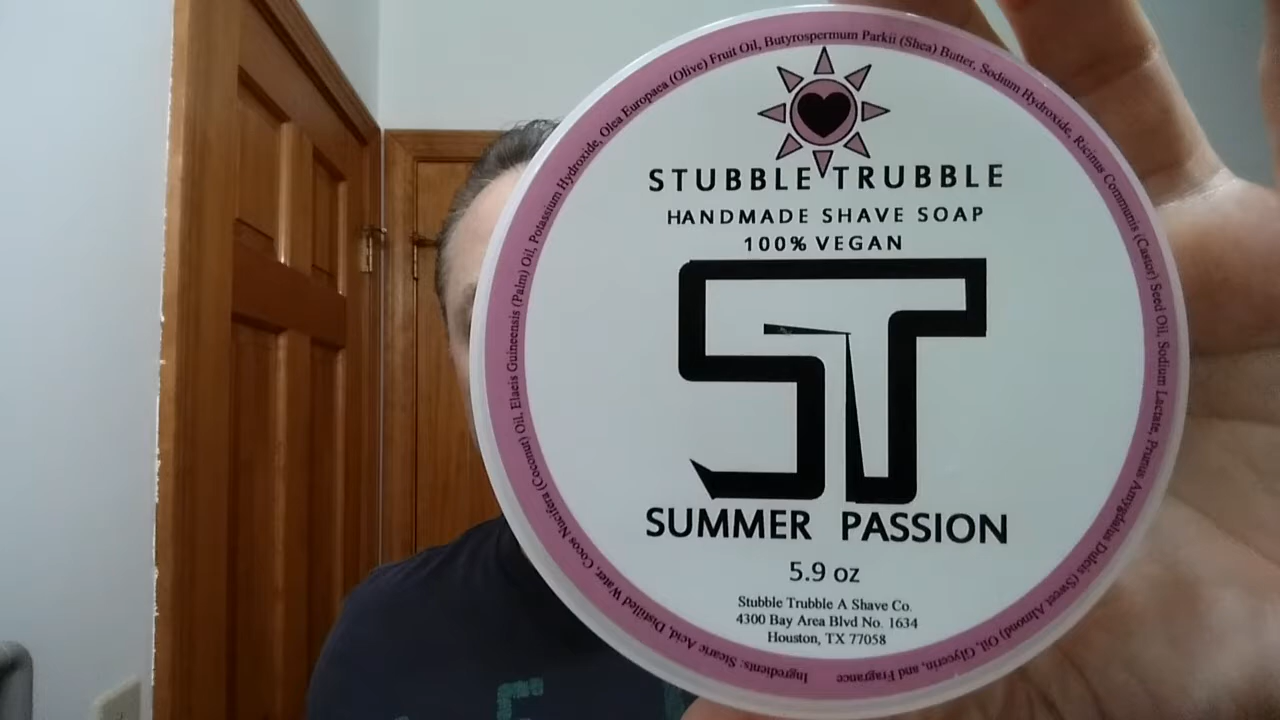 STUBBLE TRUBBLE
HANDMADE SHAVE SOAP
100% VEGAN
ST
SUMMER PASSION
5.9 oz
Stubble Trubble A Shave Co.
4300 Bay Area Blvd No. 1634
Houston, TX 77058
Ingredients: Stearic Acid, Distilled Water, Cocos Nucifera (Coconut) Oil, Elaeis Guineensis (Palm) Oil, Potassium Hydroxide, Olea Europaea (Olive) Fruit Oil, Butyrospermum Parkii (Shea) Butter, Sodium Hydroxide, Ricinus Communis (Castor) Seed Oil, Sodium Lactate, Prunus Amygdalus Dulcis (Sweet Almond) Oil, Glycerin, and Fragrance